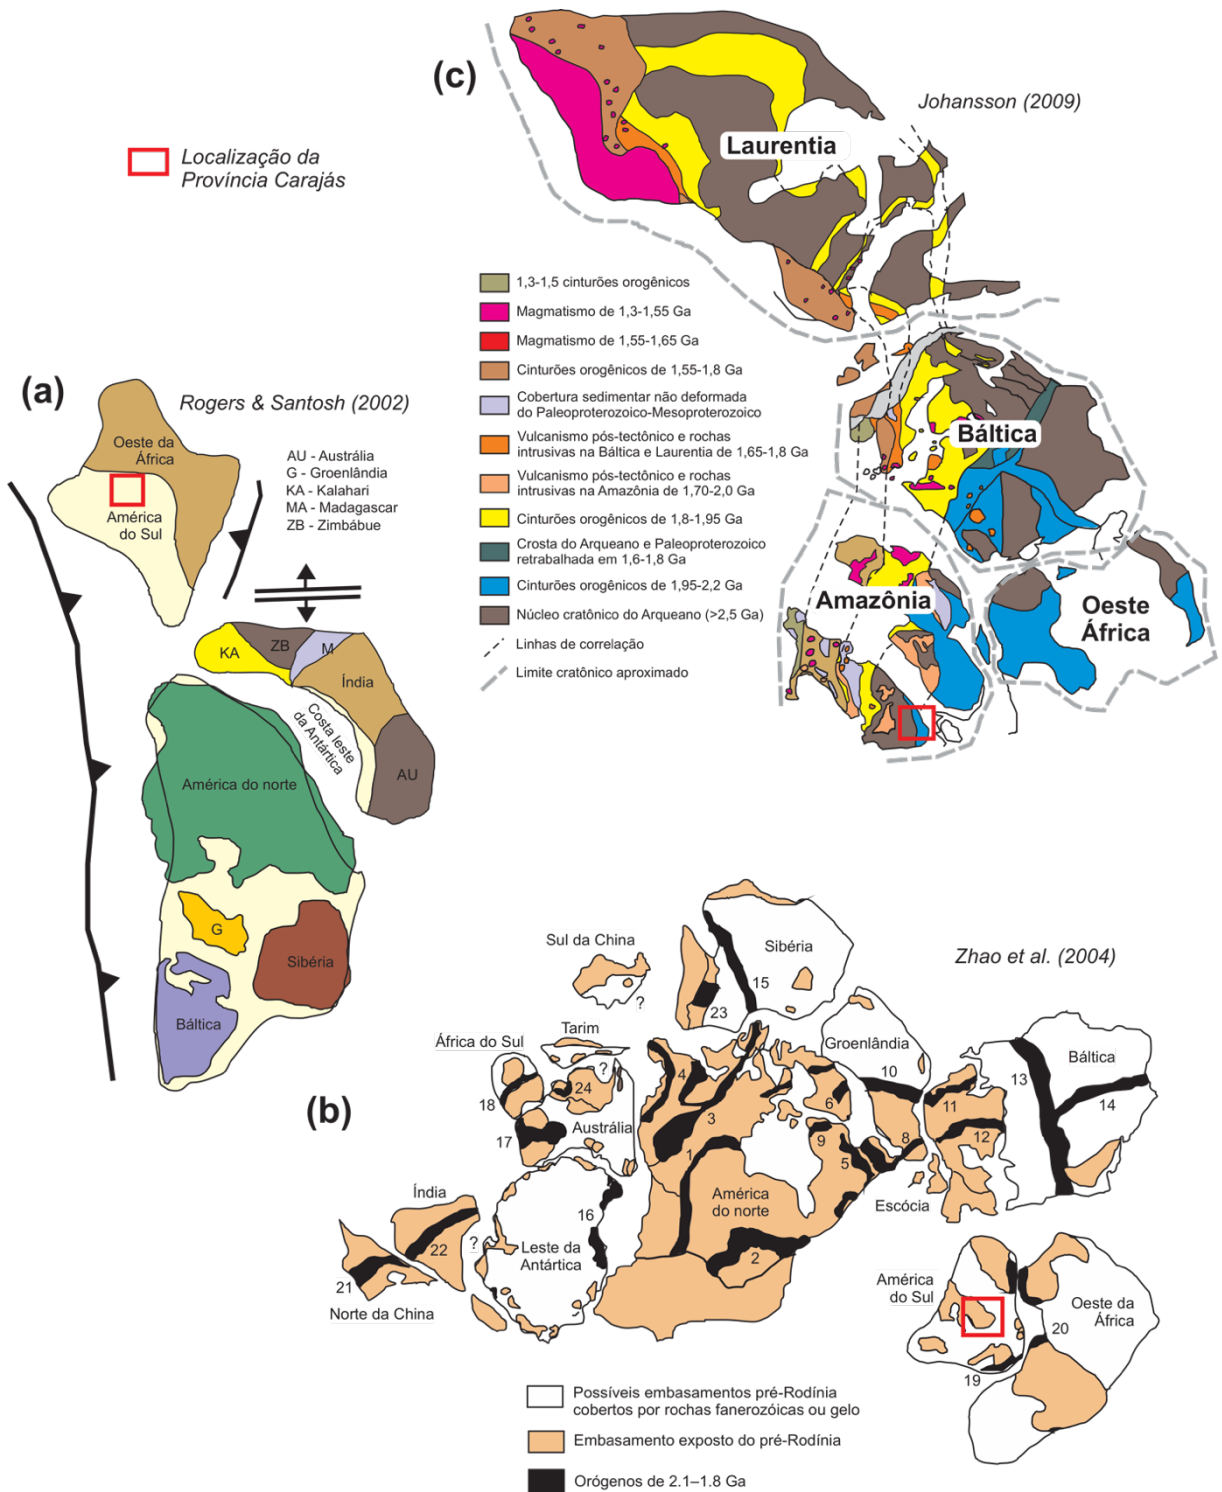 (c)
Johansson (2009)
Localização da
Província Carajás
Laurentia
1,3-1,5 cinturões orogênicos
Magmatismo de 1,3-1,55 Ga
Magmatismo de 1,55-1,65 Ga
Cinturões orogênicos de 1,55-1,8 Ga
Cobertura sedimentar não deformada
do Paleoproterozoico-Mesoproterozoico
Vulcanismo pós-tectônico e rochas
intrusivas na Báltica e Laurentia de 1,65-1,8 Ga
Vulcanismo pós-tectônico e rochas
intrusivas na Amazônia de 1,70-2,0 Ga
Cinturões orogênicos de 1,8-1,95 Ga
Crosta do Arqueano e Paleoproterozoico
retrabalhada em 1,6-1,8 Ga
Cinturões orogênicos de 1,95-2,2 Ga
Núcleo cratônico do Arqueano (>2,5 Ga)
Linhas de correlação
Limite cratônico aproximado
Báltica
Amazônia
Oeste
África
(a)
Rogers & Santosh (2002)
Oeste da
África
América
do Sul
AU - Austrália
G - Groenlândia
KA - Kalahari
MA - Madagascar
ZB - Zimbábue
KA
ZB
M
Índia
Costa leste
da Antártica
AU
América do norte
G
Sibéria
Báltica
(b)
Zhao et al. (2004)
Sul da China
?
Sibéria
15
23
África do Sul
Tarim
?
24
18
17
Austrália
4
3
1
6
9
5
Groenlândia
10
8
11
12
13
Báltica
14
Escócia
América
do norte
2
Índia
22
?
21
Norte da China
16
Leste da
Antártica
América
do Sul
Oeste da
África
20
19
Possíveis embasamentos pré-Rodínia
cobertos por rochas fanerozóicas ou gelo
Embasamento exposto do pré-Rodínia
Orógenos de 2.1–1.8 Ga